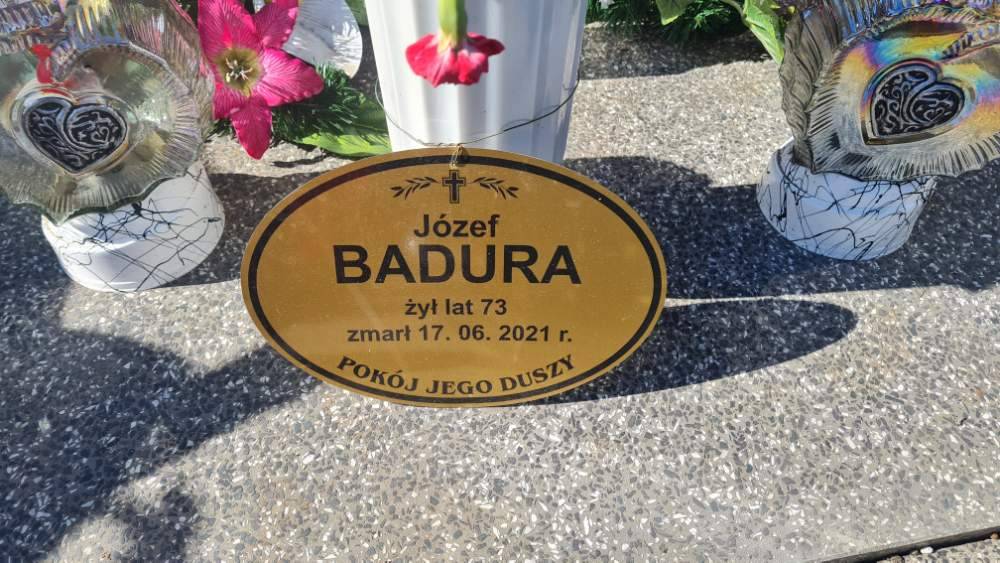 Józef
BADURA
żył lat 73
zmarł 17. 06. 2021 r.
POKÓJ JEGO DUSZY